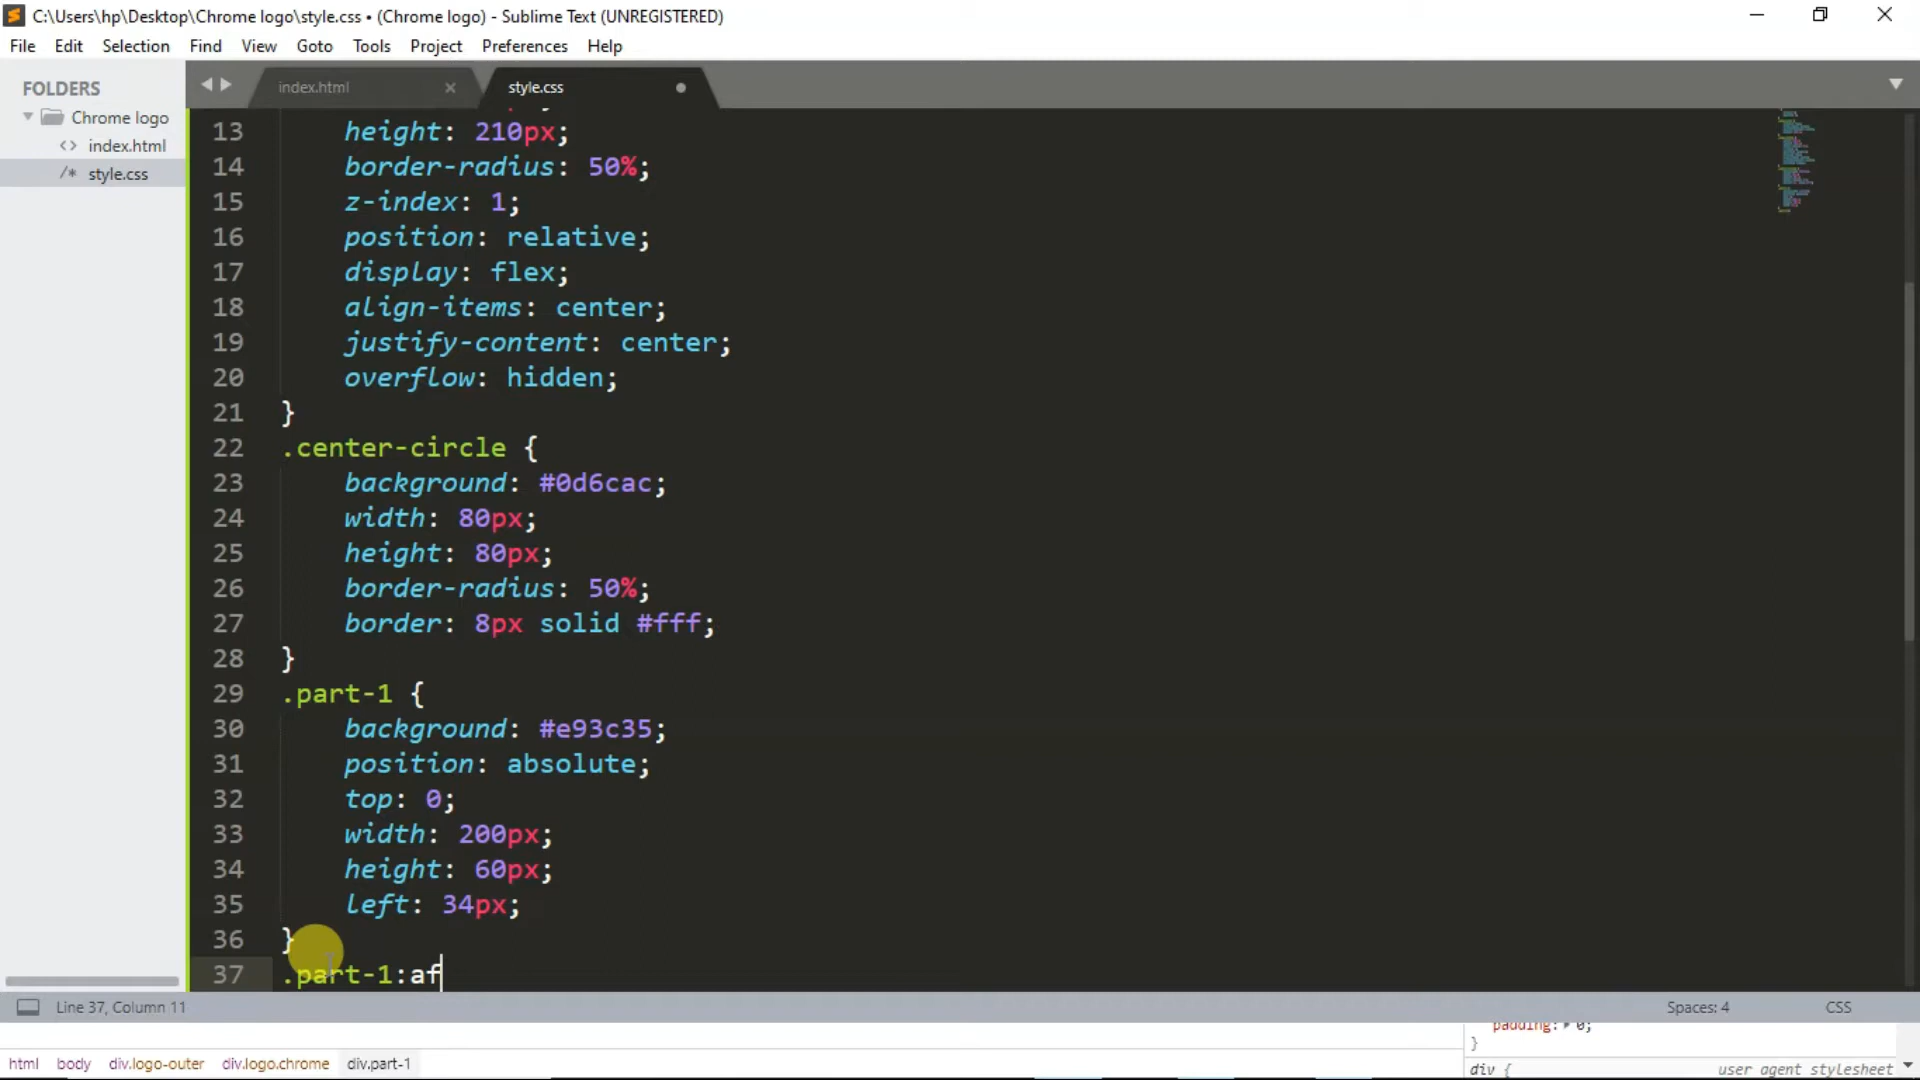 C:\Users\hp\Desktop\Chrome logo\style.css • (Chrome logo) - Sublime Text (UNREGISTERED)
File Edit Selection Find View Goto Tools Project Preferences Help
FOLDERS
Chrome logo
<> index.html
/* style.css
index.html × style.css
13 height: 210px;
14 border-radius: 50%;
15 z-index: 1;
16 position: relative;
17 display: flex;
18 align-items: center;
19 justify-content: center;
20 overflow: hidden;
21 }
22 .center-circle {
23 background: #0d6cac;
24 width: 80px;
25 height: 80px;
26 border-radius: 50%;
27 border: 8px solid #fff;
28 }
29 .part-1 {
30 background: #e93c35;
31 position: absolute;
32 top: 0;
33 width: 200px;
34 height: 60px;
35 left: 34px;
36 }
37 .part-1:af
Line 37, Column 11 Spaces: 4 CSS
padding: 0;
}
html body div.logo-outer div.logo.chrome div.part-1
div { user agent stylesheet